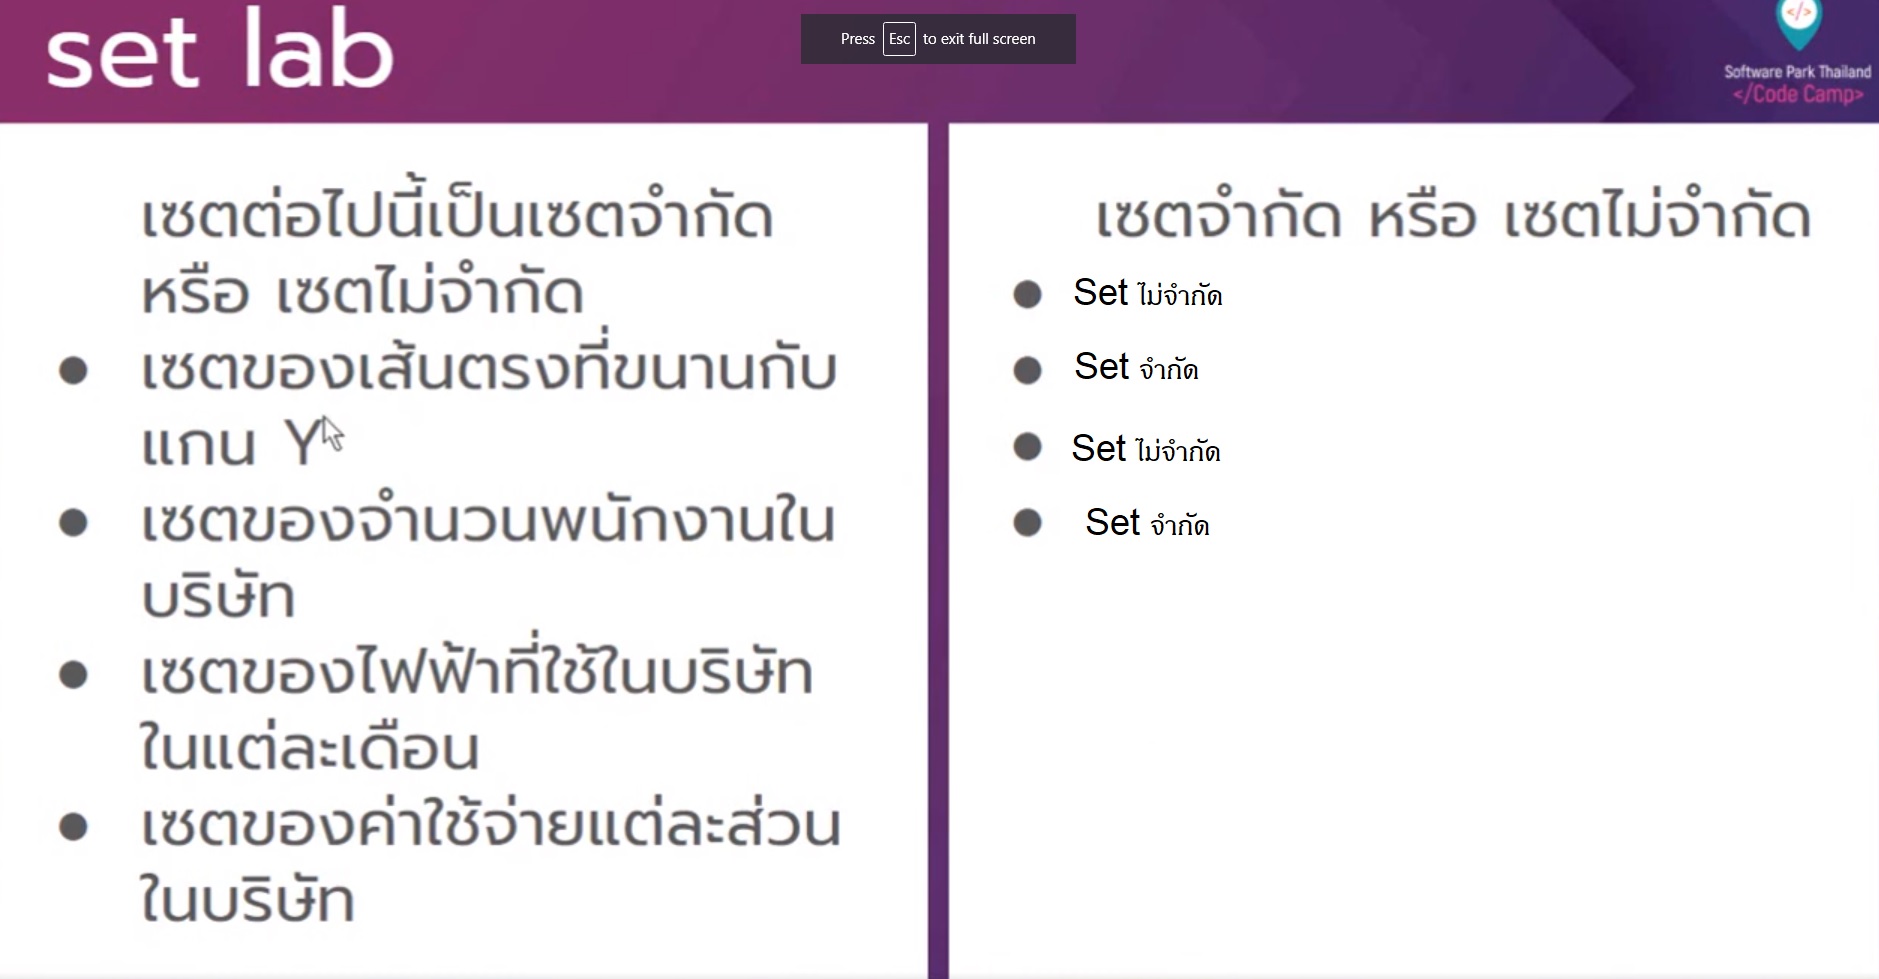 set lab
Press Esc to exit full screen
</>
Software Park Thailand
</Code Camp>
เซตต่อไปนี้เป็นเซตจำกัด
หรือ เซตไม่จำกัด
● เซตของเส้นตรงที่ขนานกับ
แกน Y
● เซตของจำนวนพนักงานใน
บริษัท
● เซตของไฟฟ้าที่ใช้ในบริษัท
ในแต่ละเดือน
● เซตของค่าใช้จ่ายแต่ละส่วน
ในบริษัท
เซตจำกัด หรือ เซตไม่จำกัด
● Set ไม่จำกัด
● Set จำกัด
● Set ไม่จำกัด
● Set จำกัด